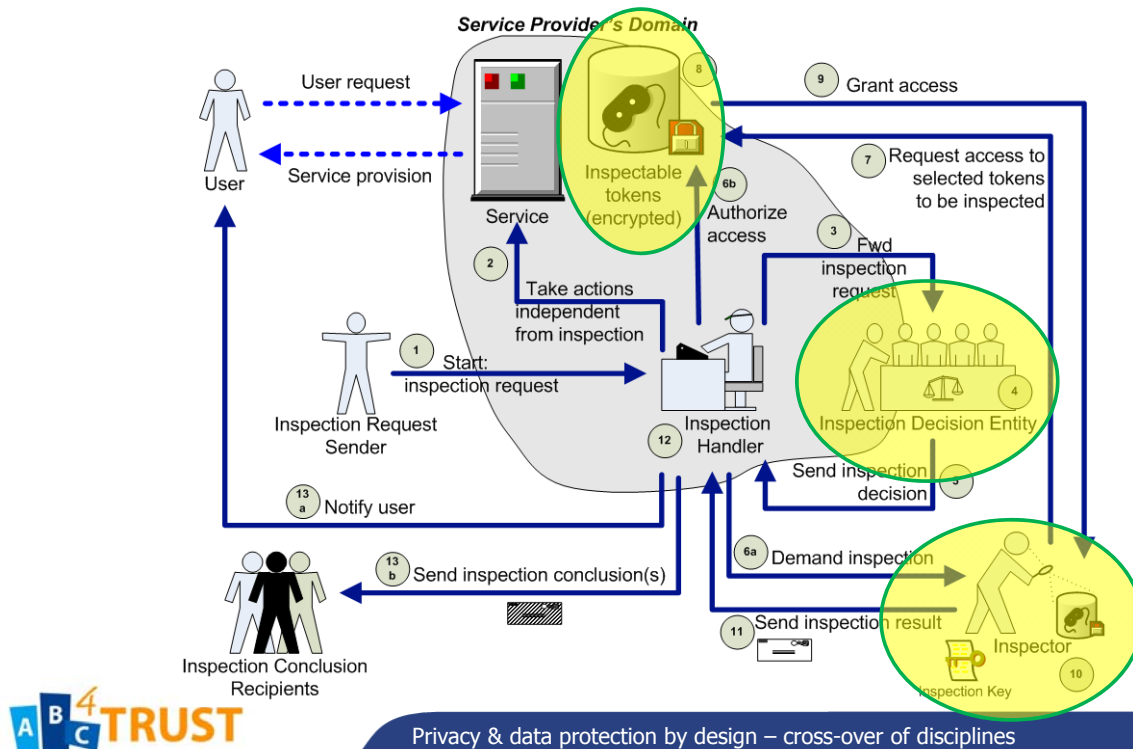 Service Provider's Domain
User request
Service provision
User
Service
8
Inspectable
tokens
(encrypted)
9
Grant access
7
Request access to
selected tokens
to be inspected
6b
Authorize
access
3
Fwd
inspection
request
2
Take actions
independent
from inspection
1
Start:
inspection request
Inspection Request
Sender
Inspection
Handler
12
4
Inspection Decision Entity
Send inspection
decision
5
13
a
Notify user
6a
Demand inspection
13
b
Send inspection conclusion(s)
11
Send inspection result
Inspector
10
Inspection Key
Inspection Conclusion
Recipients
ABC4TRUST
Privacy & data protection by design – cross-over of disciplines